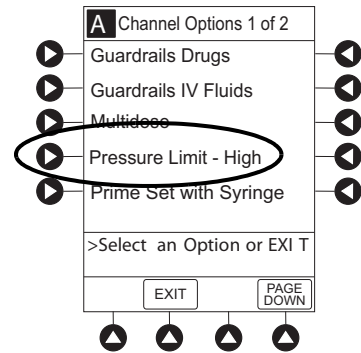 A Channel Options 1 of 2
Guardrails Drugs
Guardrails IV Fluids
Multidose
Pressure Limit - High
Prime Set with Syringe
>Select an Option or EXI T
EXIT
PAGE
DOWN